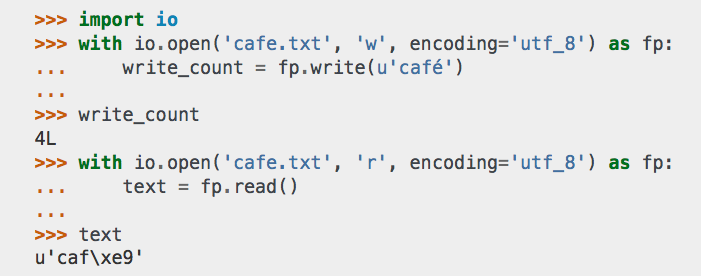 >>> import io
>>> with io.open('cafe.txt', 'w', encoding='utf_8') as fp:
...     write_count = fp.write(u'café')
...
>>> write_count
4L
>>> with io.open('cafe.txt', 'r', encoding='utf_8') as fp:
...     text = fp.read()
...
>>> text
u'caf\xe9'